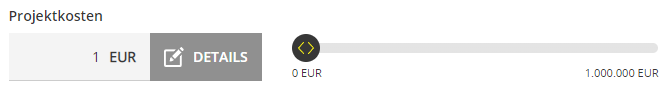 Projektkosten
1 EUR DETAILS
0 EUR 1.000.000 EUR